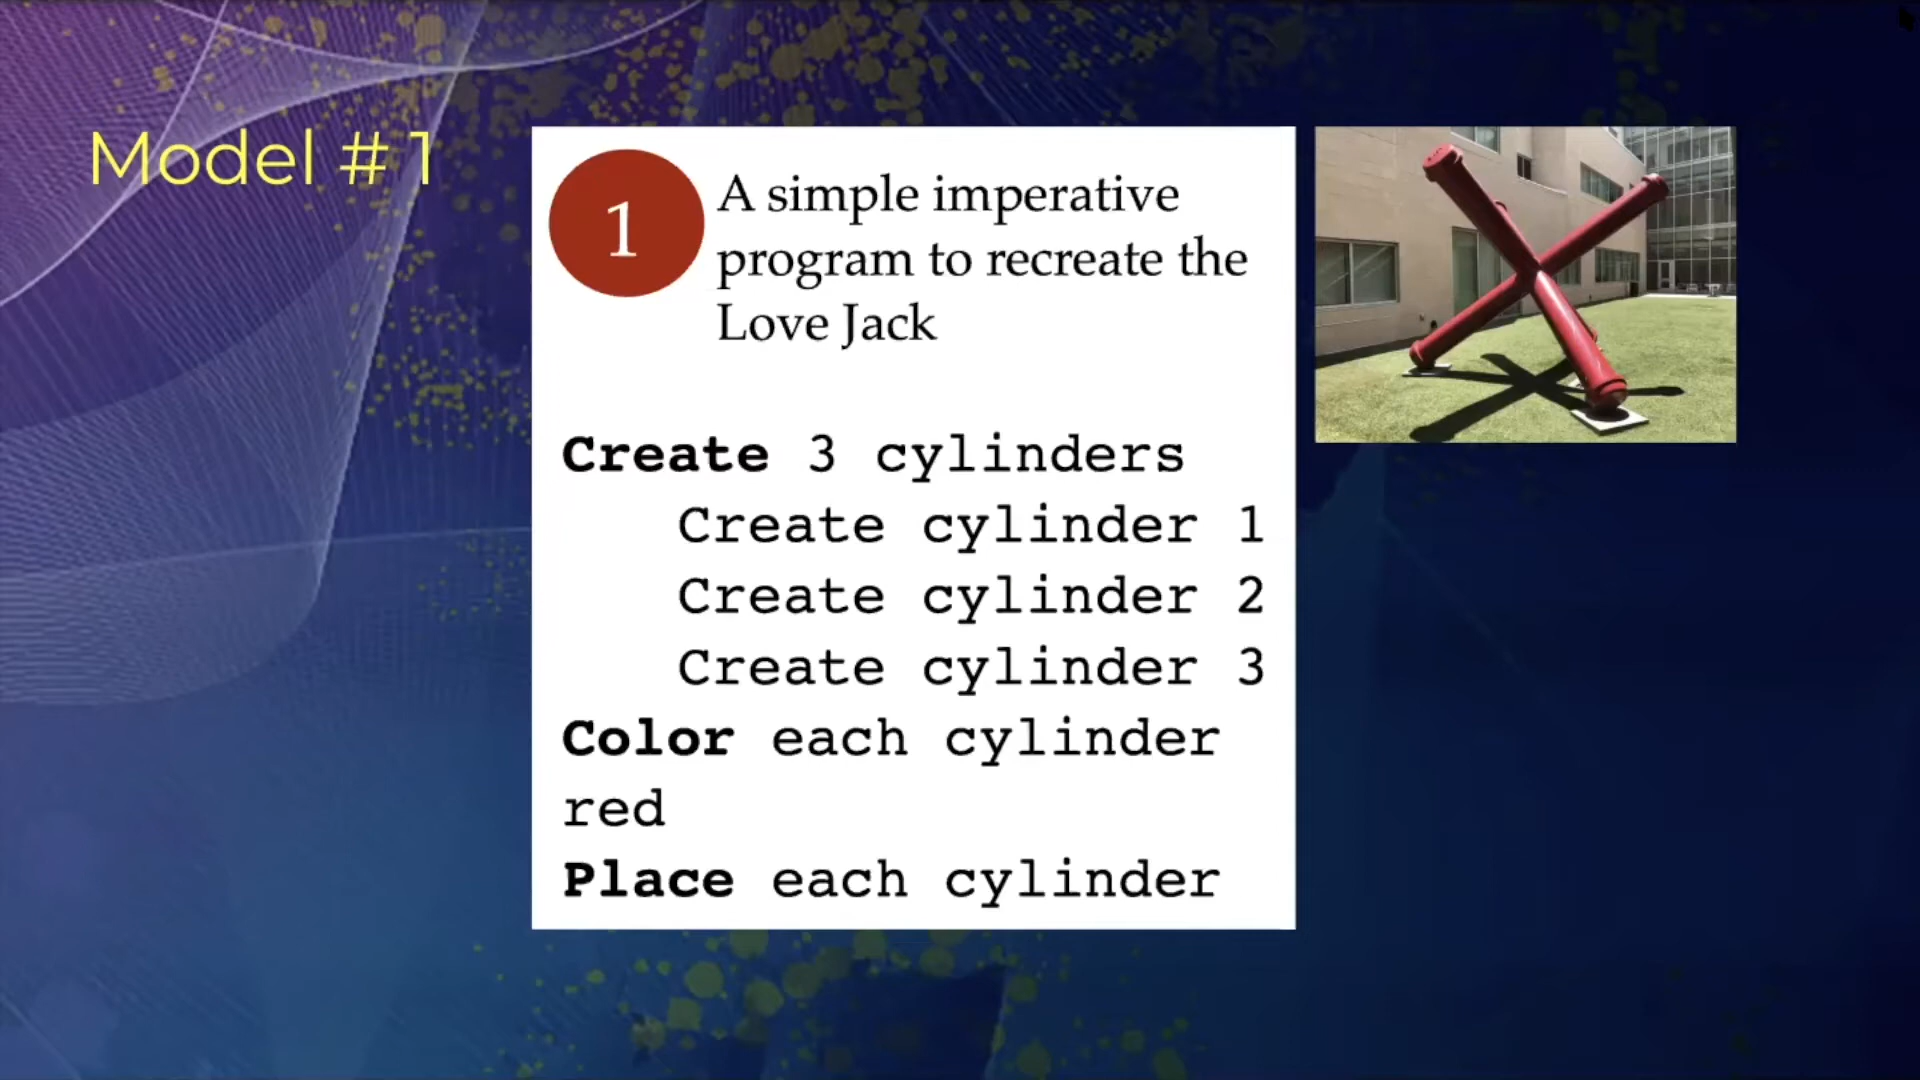 Model # 1
1
A simple imperative
program to recreate the
Love Jack
Create 3 cylinders
Create cylinder 1
Create cylinder 2
Create cylinder 3
Color each cylinder
red
Place each cylinder